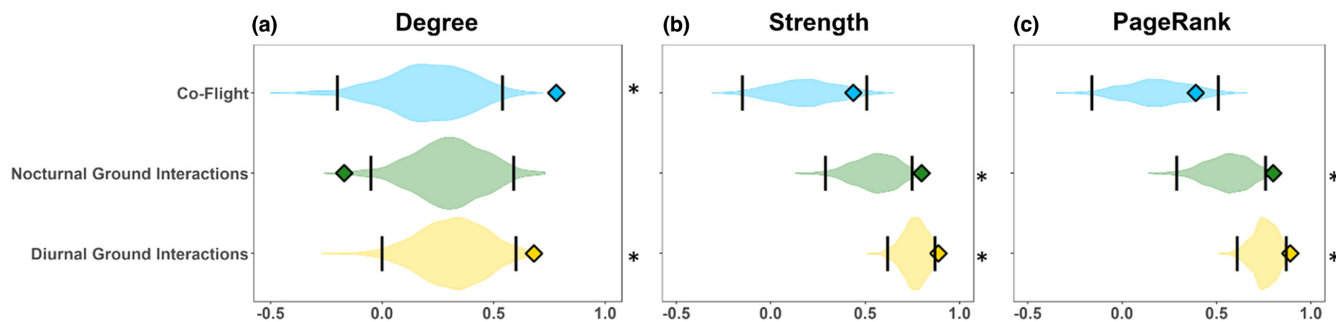 (a) Degree (b) Strength (c) PageRank
Co-Flight *
Nocturnal Ground Interactions * *
Diurnal Ground Interactions * * *
-0.5 0.0 0.5 1.0 -0.5 0.0 0.5 1.0 -0.5 0.0 0.5 1.0